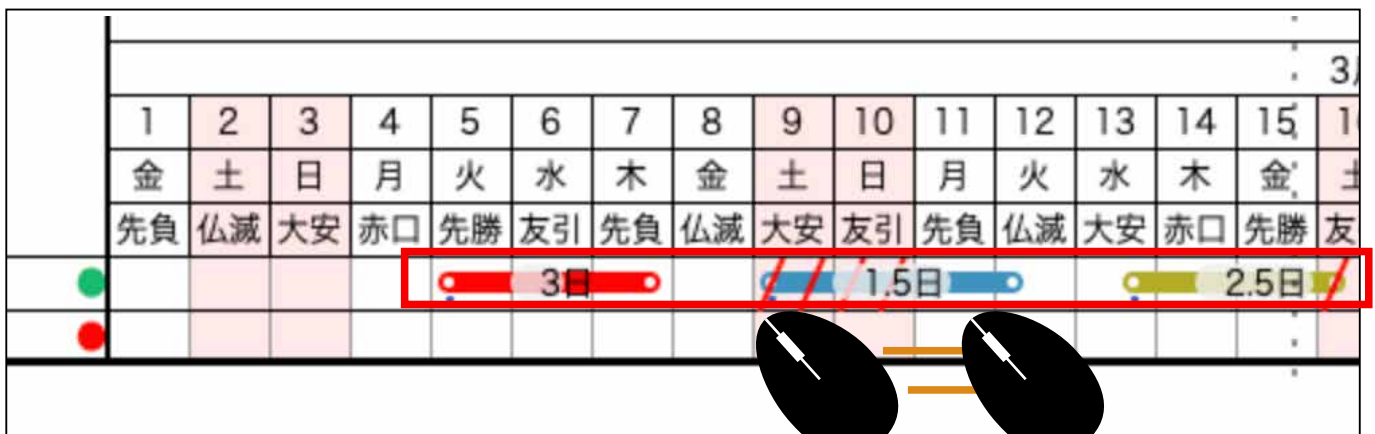 3
1 2 3 4 5 6 7 8 9 10 11 12 13 14 15
金 土 日 月 火 水 木 金 土 日 月 火 水 木 金 土
先負 仏滅 大安 赤口 先勝 友引 先負 仏滅 大安 友引 先負 仏滅 大安 赤口 先勝 友
3日 1.5日 2.5日